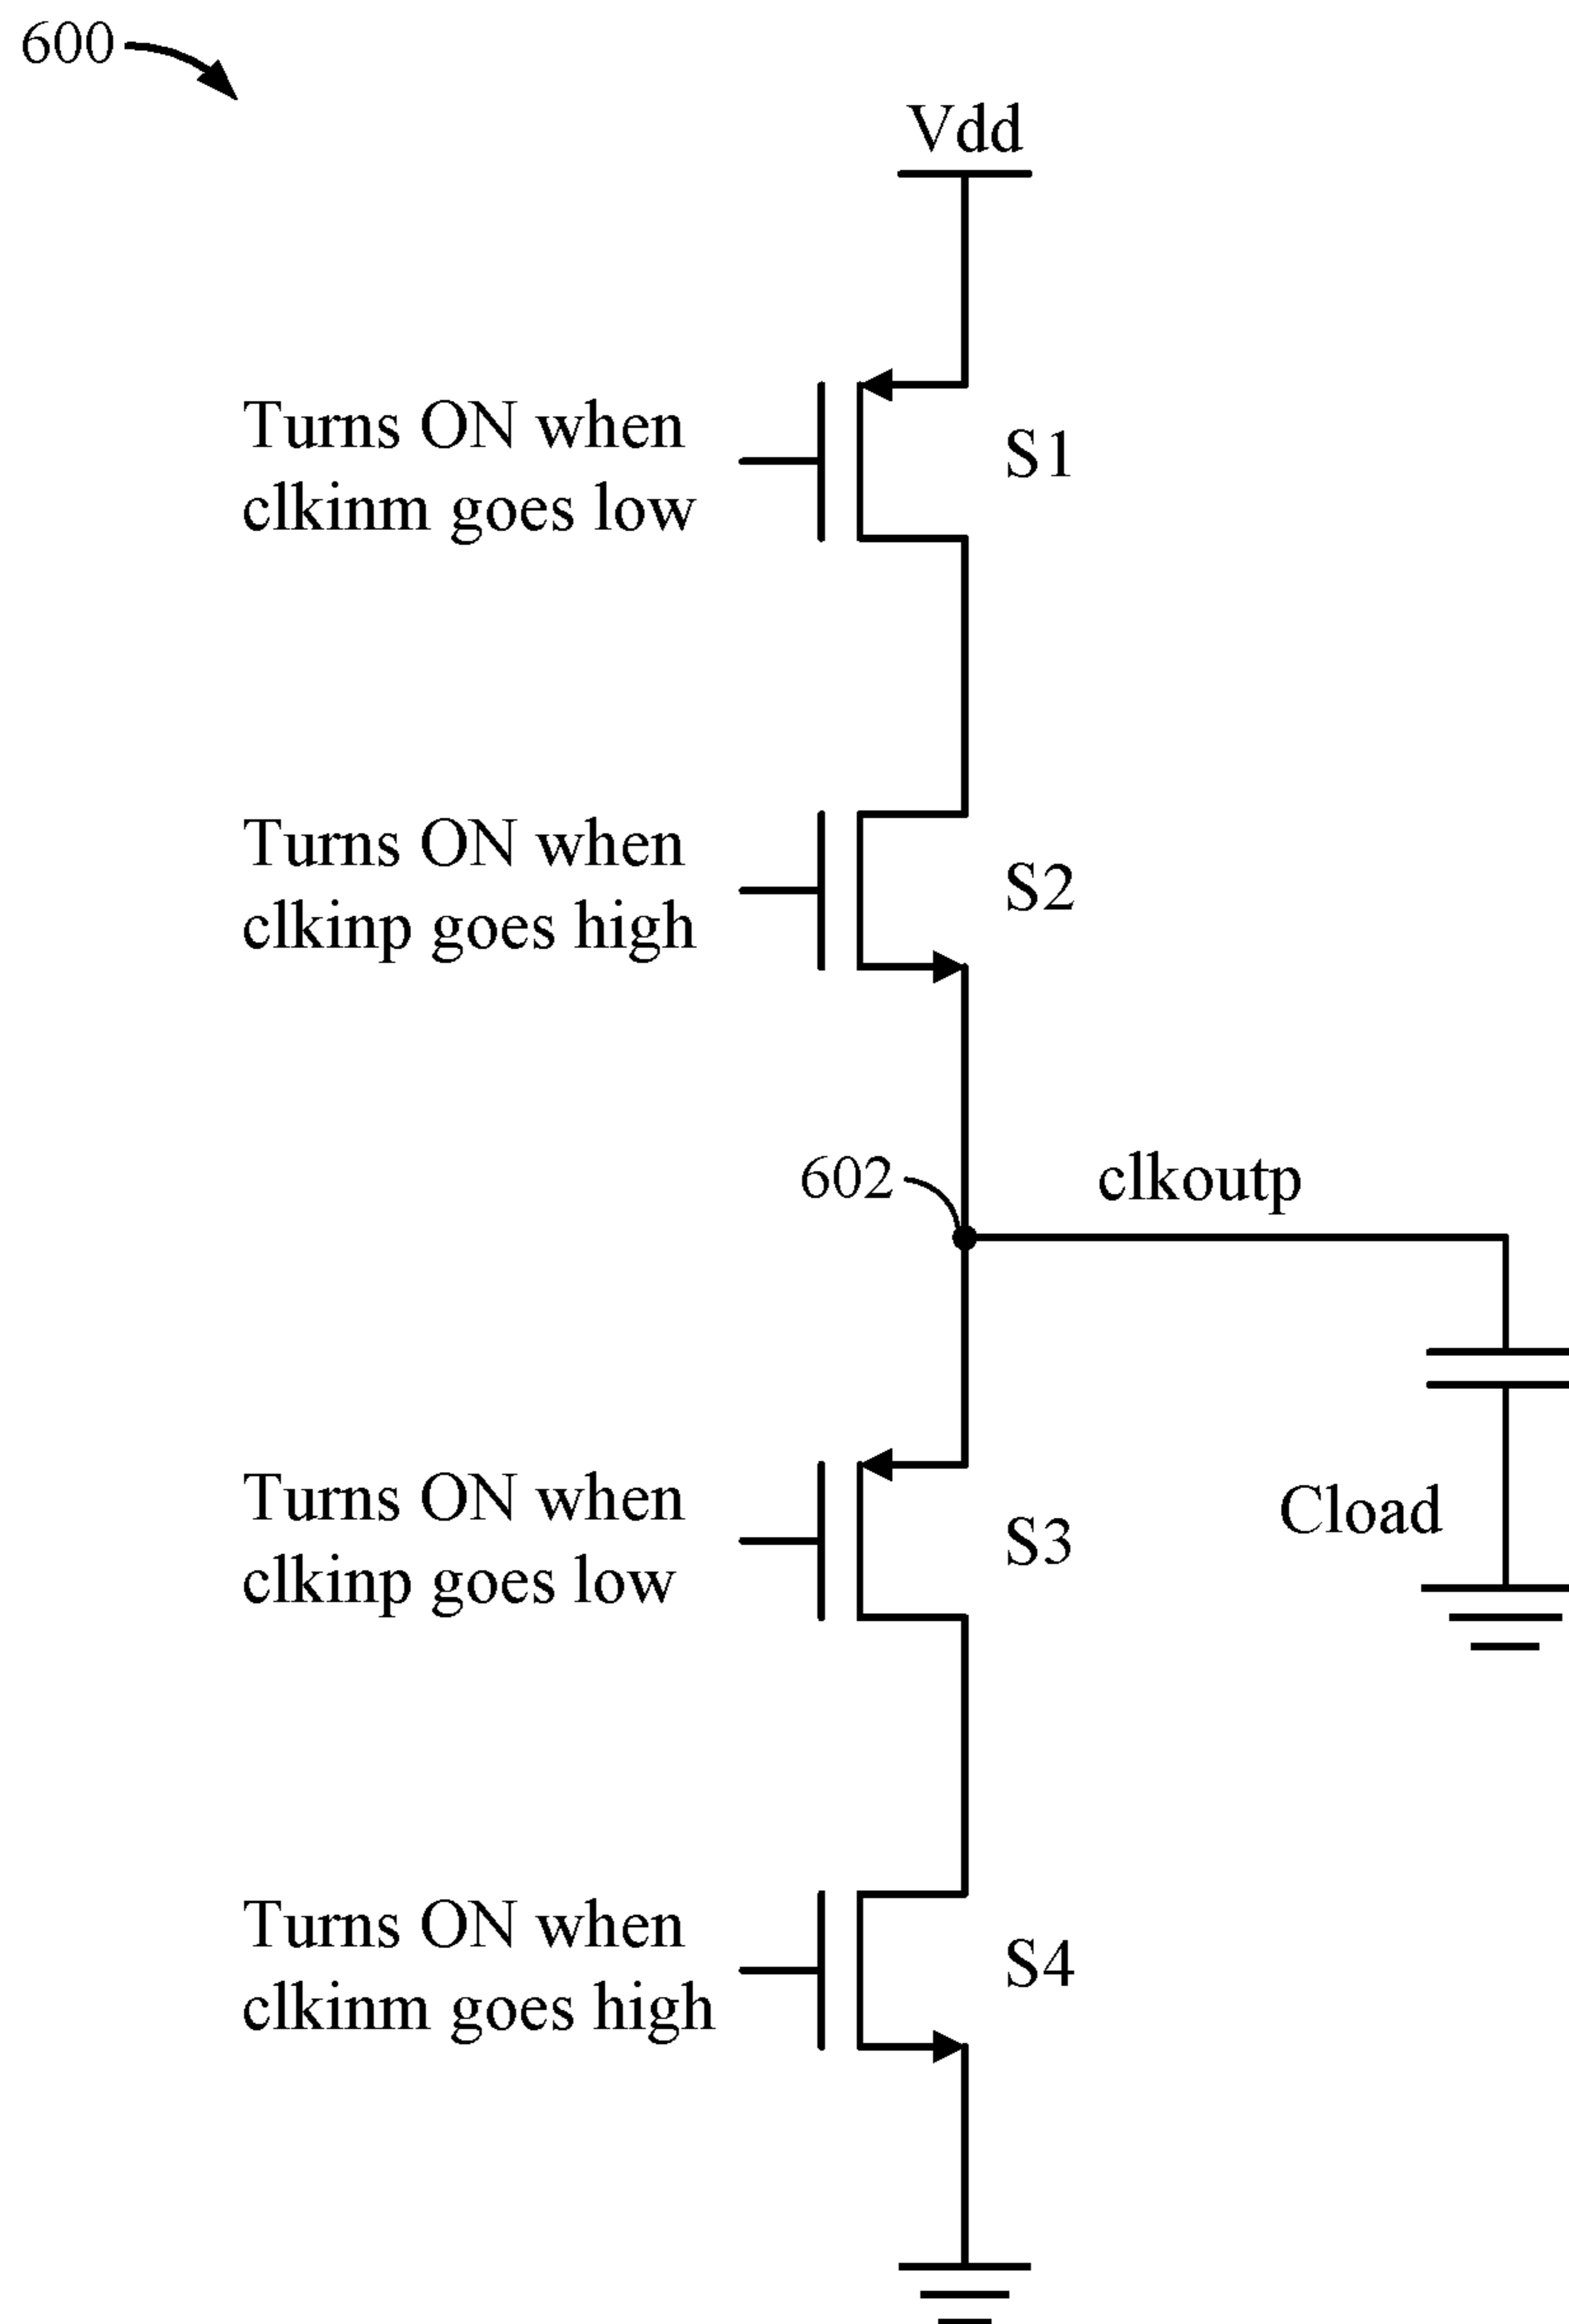 600
Vdd
Turns ON when
clkinm goes low
S1
Turns ON when
clkinp goes high
S2
602
clkoutp
Turns ON when
clkinp goes low
S3
Cload
Turns ON when
clkinm goes high
S4